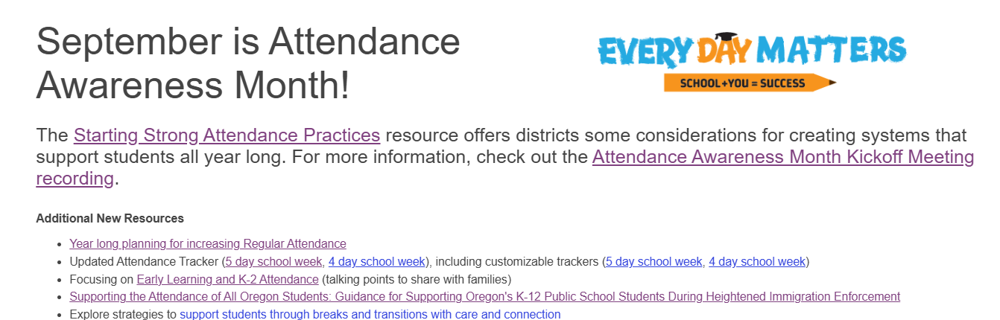 September is Attendance
Awareness Month!
EVERY DAY MATTERS
SCHOOL+YOU = SUCCESS
The Starting Strong Attendance Practices resource offers districts some considerations for creating systems that
support students all year long. For more information, check out the Attendance Awareness Month Kickoff Meeting
recording.
Additional New Resources
• Year long planning for increasing Regular Attendance
• Updated Attendance Tracker (5 day school week, 4 day school week), including customizable trackers (5 day school week, 4 day school week)
• Focusing on Early Learning and K-2 Attendance (talking points to share with families)
• Supporting the Attendance of All Oregon Students: Guidance for Supporting Oregon's K-12 Public School Students During Heightened Immigration Enforcement
• Explore strategies to support students through breaks and transitions with care and connection